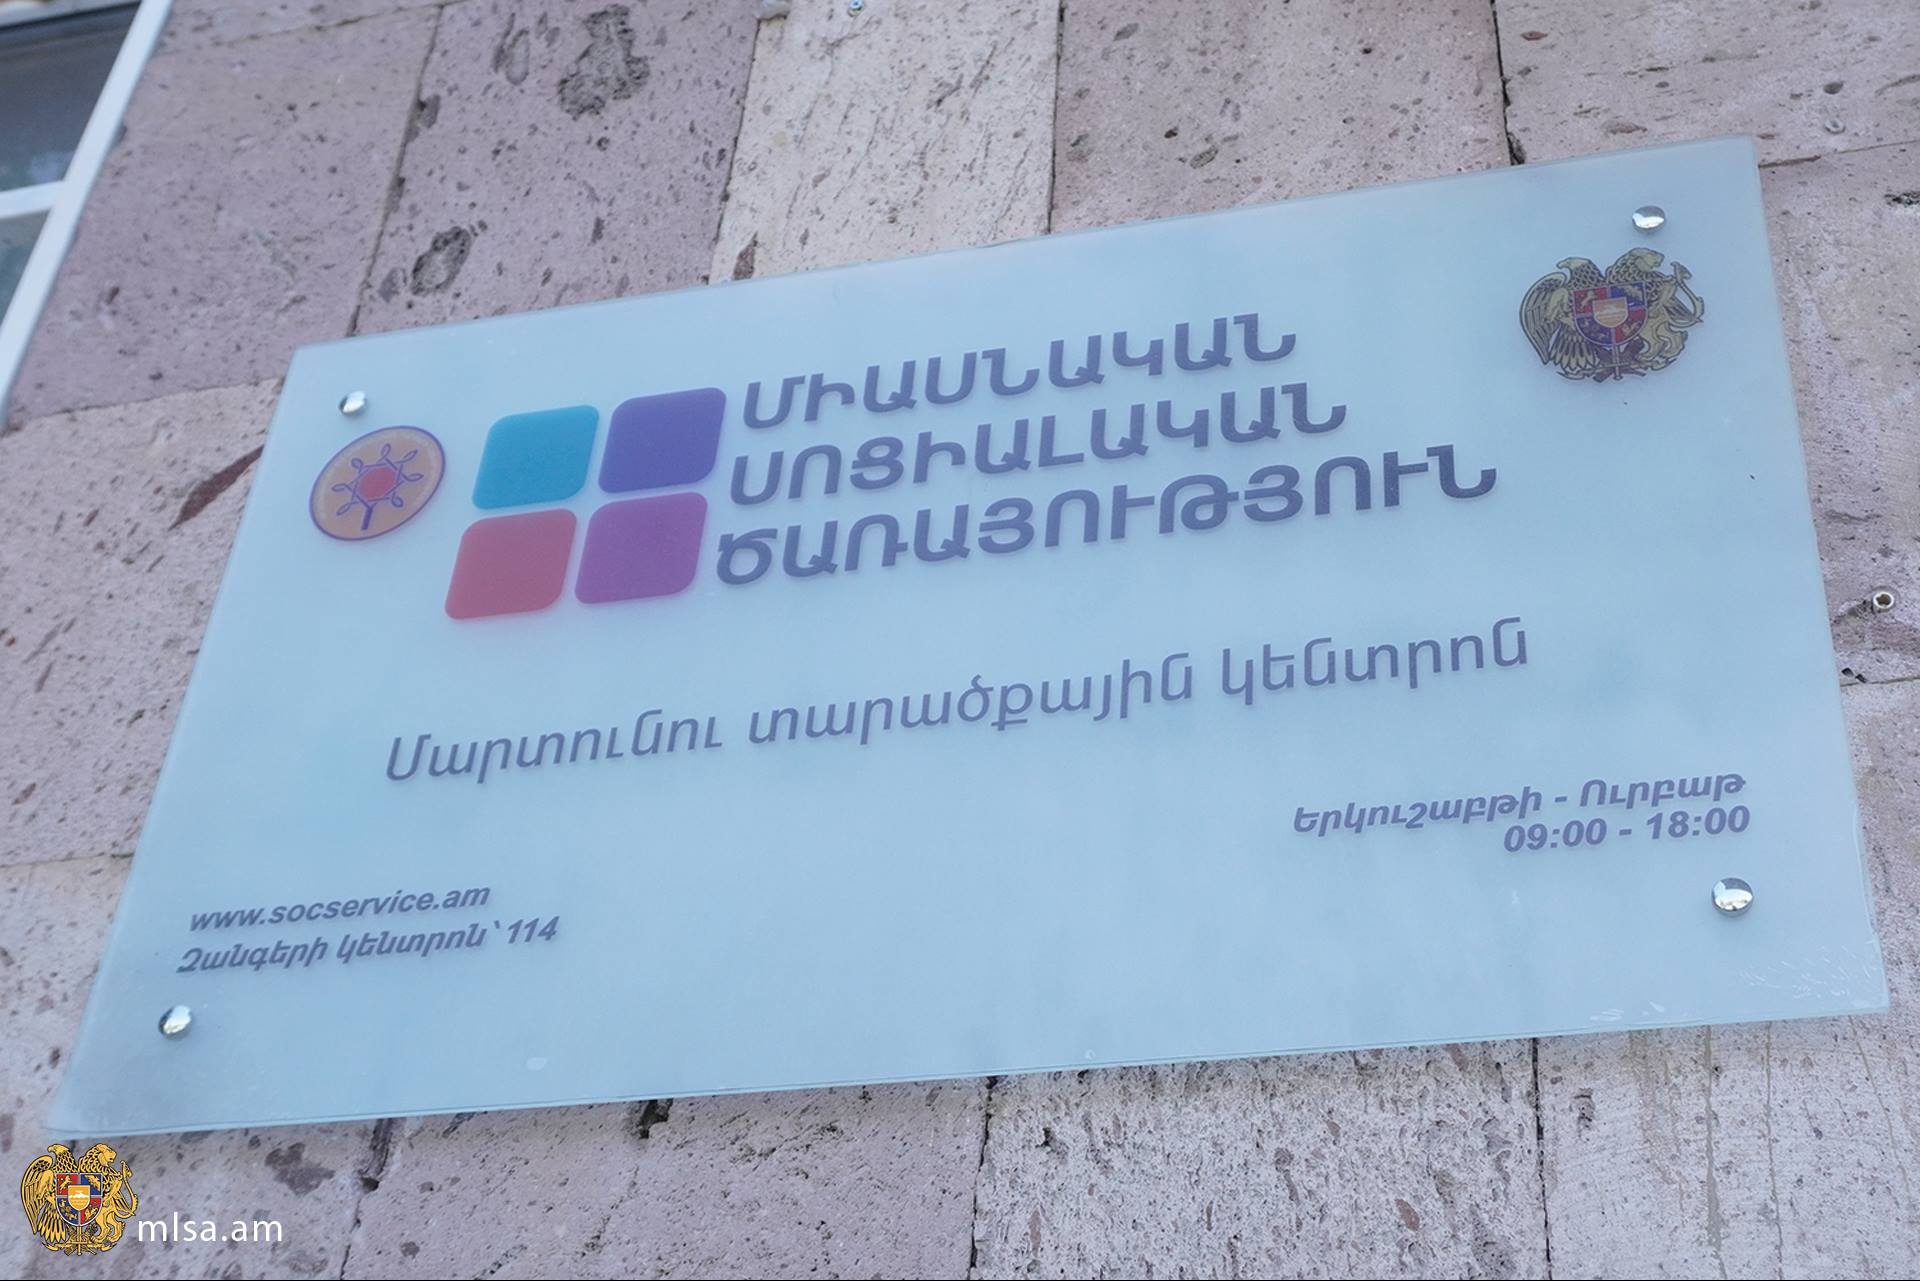 ՄԻԱՍՆԱԿԱՆ
ՍՈՑԻԱԼԱԿԱՆ
ԾԱՌԱՅՈՒԹՅՈՒՆ
Մարտունու տարածքային կենտրոն
Երկուշաբթի - Ուրբաթ
09:00 - 18:00
www.socservice.am
Զանգերի կենտրոն՝ 114
mlsa.am